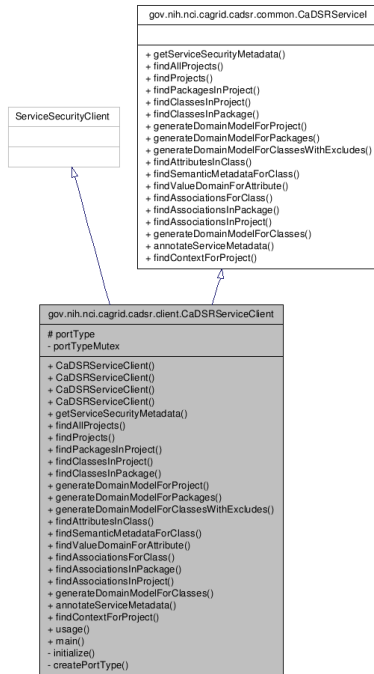 gov.nih.nci.cagrid.cadsr.common.CaDSRServiceI
+ getServiceSecurityMetadata()
+ findAllProjects()
+ findProjects()
+ findPackagesInProject()
+ findClassesInProject()
+ findClassesInPackage()
+ generateDomainModelForProject()
+ generateDomainModelForPackages()
+ generateDomainModelForClassesWithExcludes()
+ findAttributesInClass()
+ findSemanticMetadataForClass()
+ findValueDomainForAttribute()
+ findAssociationsForClass()
+ findAssociationsInPackage()
+ findAssociationsInProject()
+ generateDomainModelForClasses()
+ annotateServiceMetadata()
+ findContextForProject()
ServiceSecurityClient
gov.nih.nci.cagrid.cadsr.client.CaDSRServiceClient
# portType
- portTypeMutex
+ CaDSRServiceClient()
+ CaDSRServiceClient()
+ CaDSRServiceClient()
+ CaDSRServiceClient()
+ getServiceSecurityMetadata()
+ findAllProjects()
+ findProjects()
+ findPackagesInProject()
+ findClassesInProject()
+ findClassesInPackage()
+ generateDomainModelForProject()
+ generateDomainModelForPackages()
+ generateDomainModelForClassesWithExcludes()
+ findAttributesInClass()
+ findSemanticMetadataForClass()
+ findValueDomainForAttribute()
+ findAssociationsForClass()
+ findAssociationsInPackage()
+ findAssociationsInProject()
+ generateDomainModelForClasses()
+ annotateServiceMetadata()
+ findContextForProject()
+ usage()
+ main()
- initialize()
- createPortType()